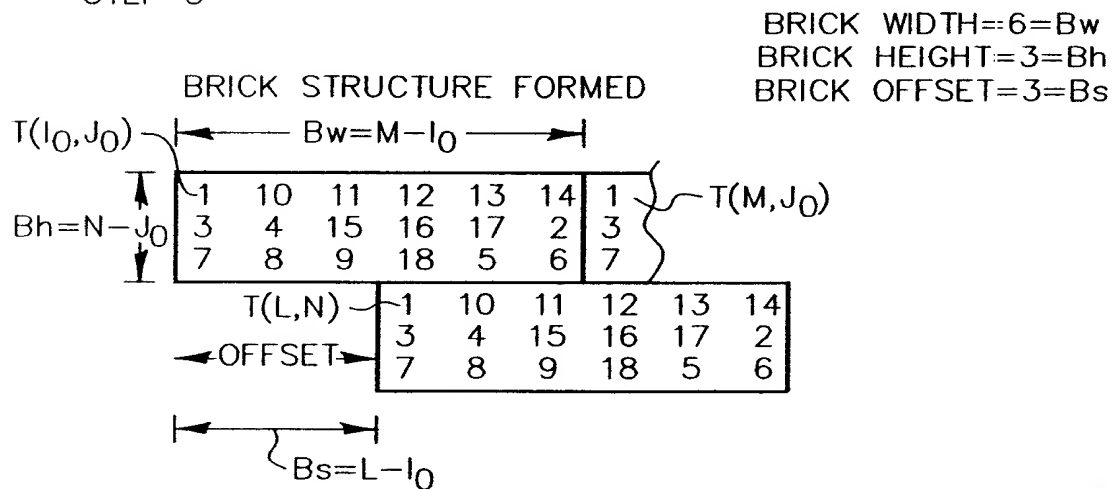 BRICK WIDTH=6=Bw
BRICK HEIGHT=3=Bh
BRICK OFFSET=3=Bs
BRICK STRUCTURE FORMED
T(I0,J0)
Bw=M-I0
1 10 11 12 13 14 1
T(M,J0)
Bh=N-J0
3 4 15 16 17 2 3
7 8 9 18 5 6 7
T(L,N)
1 10 11 12 13 14
3 4 15 16 17 2
OFFSET
7 8 9 18 5 6
Bs=L-I0